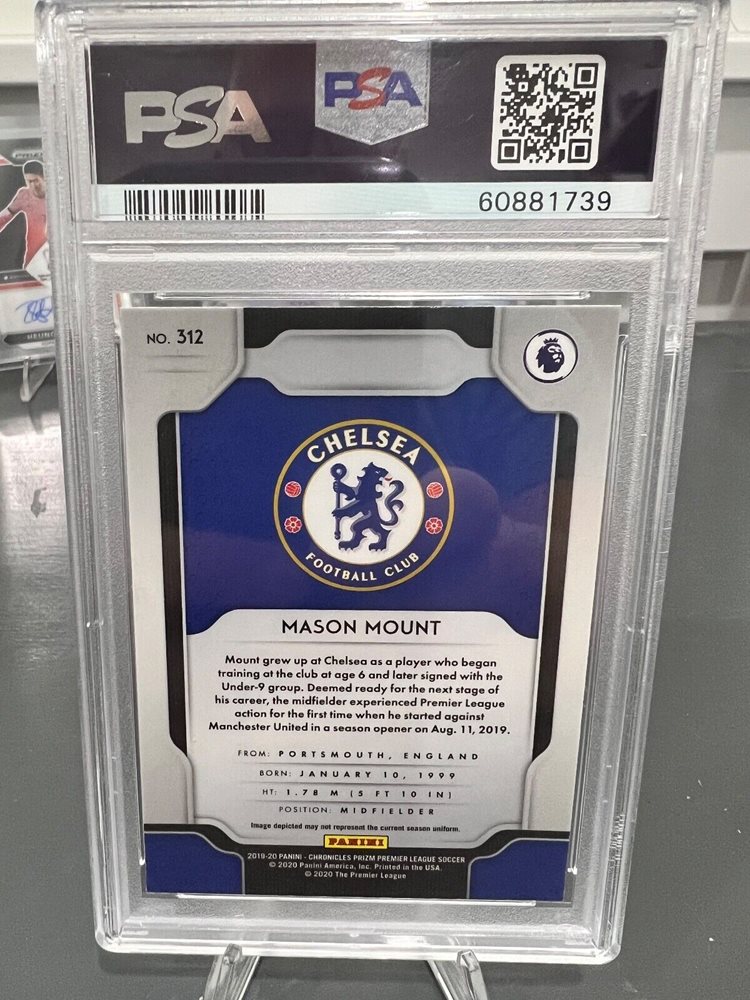 PSA
PSA
60881739
NO. 312
CHELSEA
FOOTBALL CLUB
MASON MOUNT
Mount grew up at Chelsea as a player who began
training at the club at age 6 and later signed with the
Under-9 group. Deemed ready for the next stage of
his career, the midfielder experienced Premier League
action for the first time when he started against
Manchester United in a season opener on Aug. 11, 2019.
FROM: PORTSMOUTH, ENGLAND
BORN: JANUARY 10, 1999
HT: 1.78 M (5 FT 10 IN)
POSITION: MIDFIELDER
Image depicted may not represent the current season uniform.
PANINI
2019-20 PANINI - CHRONICLES PRIZM PREMIER LEAGUE SOCCER
© 2020 Panini America, Inc. Printed in the USA.
© 2020 The Premier League